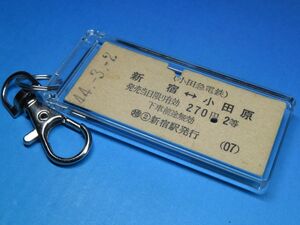 44.-3.-2
(小田急電鉄)
新宿 ↔ 小田原
発売当日限り有効 270円 2等
下車前途無効
②新宿駅発行
(07)